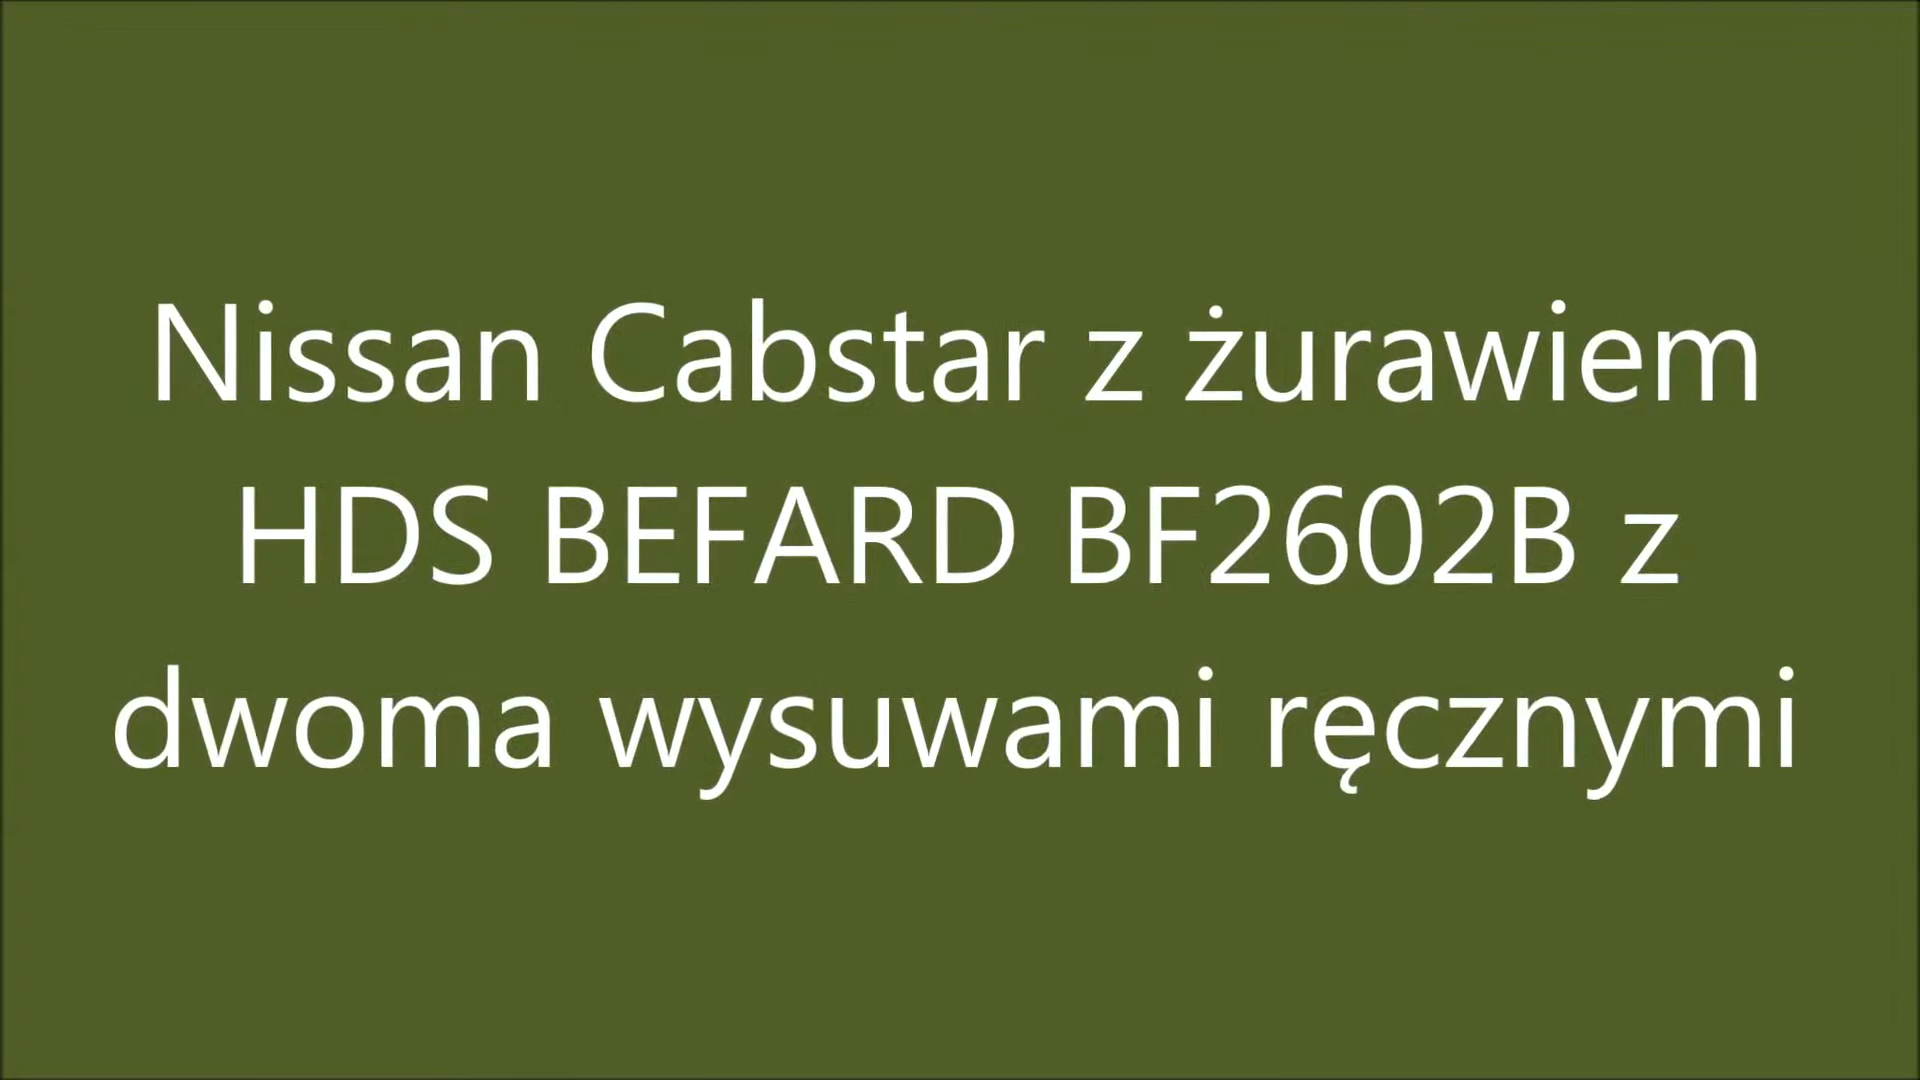 Nissan Cabstar z żurawiem
HDS BEFARD BF2602B z
dwoma wysuwami ręcznymi